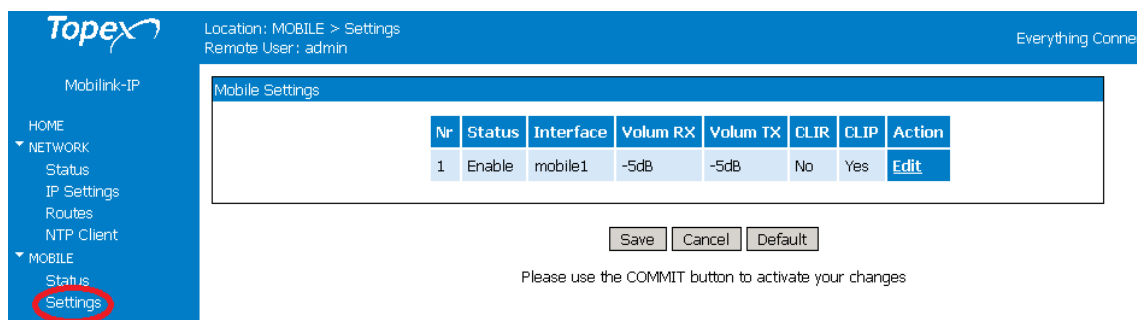 Topex
Location: MOBILE > Settings
Remote User: admin
Everything Conne
Mobilink-IP
HOME
NETWORK
Status
IP Settings
Routes
NTP Client
MOBILE
Status
Settings
Mobile Settings
Nr Status Interface Volum RX Volum TX CLIR CLIP Action
1 Enable mobile1 -5dB -5dB No Yes Edit
Save Cancel Default
Please use the COMMIT button to activate your changes